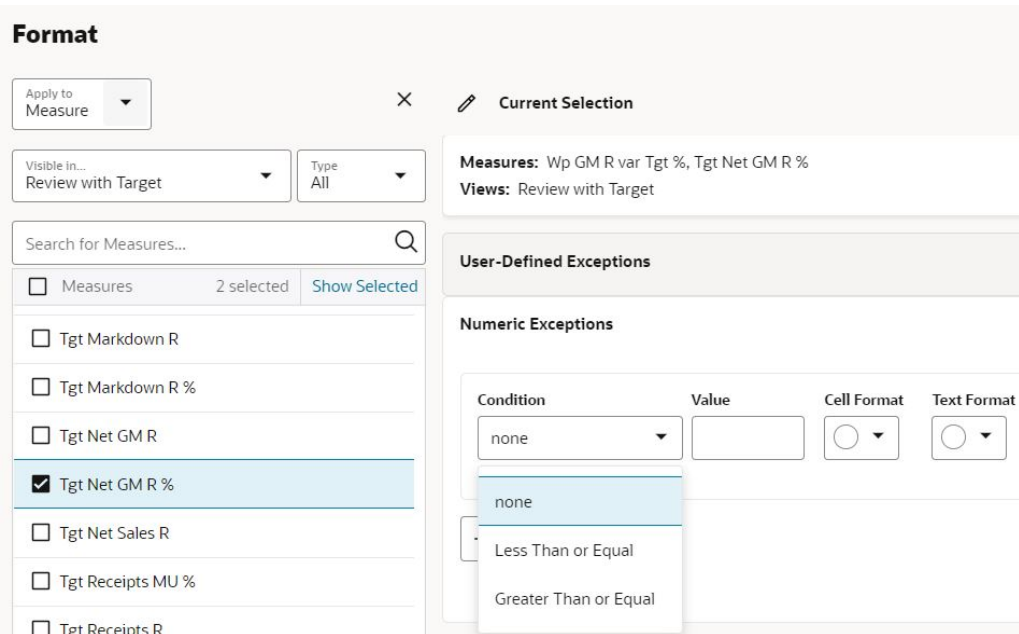 Format
Apply to
Measure
Visible in...
Review with Target
Type
All
Search for Measures...
Measures 2 selected Show Selected
Tgt Markdown R
Tgt Markdown R %
Tgt Net GM R
Tgt Net GM R %
Tgt Net Sales R
Tgt Receipts MU %
Tgt Receipts R
Current Selection
Measures: Wp GM R var Tgt %, Tgt Net GM R %
Views: Review with Target
User-Defined Exceptions
Numeric Exceptions
Condition Value Cell Format Text Format
none
none
Less Than or Equal
Greater Than or Equal